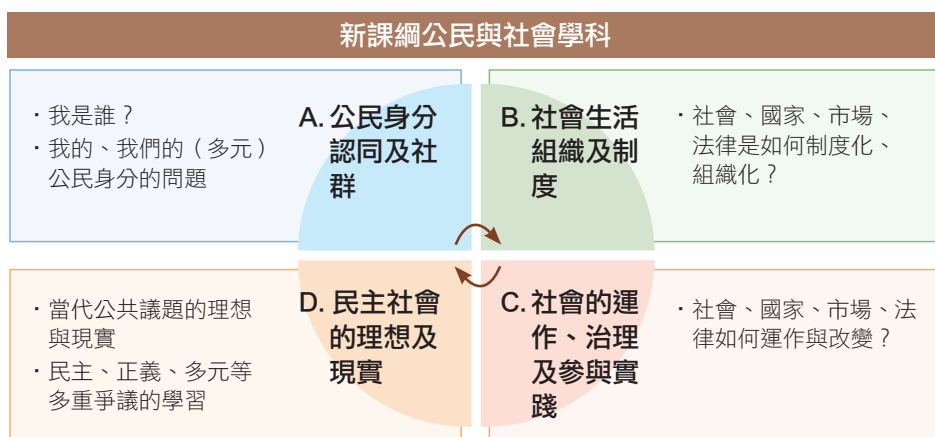 新課綱公民與社會學科
・我是誰？
・我的、我們的（多元）
公民身分的問題
A. 公民身分
認同及社
群
B. 社會生活
組織及制
度
・社會、國家、市場、
法律是如何制度化、
組織化？
・當代公共議題的理想
與現實
・民主、正義、多元等
多重爭議的學習
D. 民主社會
的理想及
現實
C. 社會的運
作、治理
及參與實
踐
・社會、國家、市場、法
律如何運作與改變？